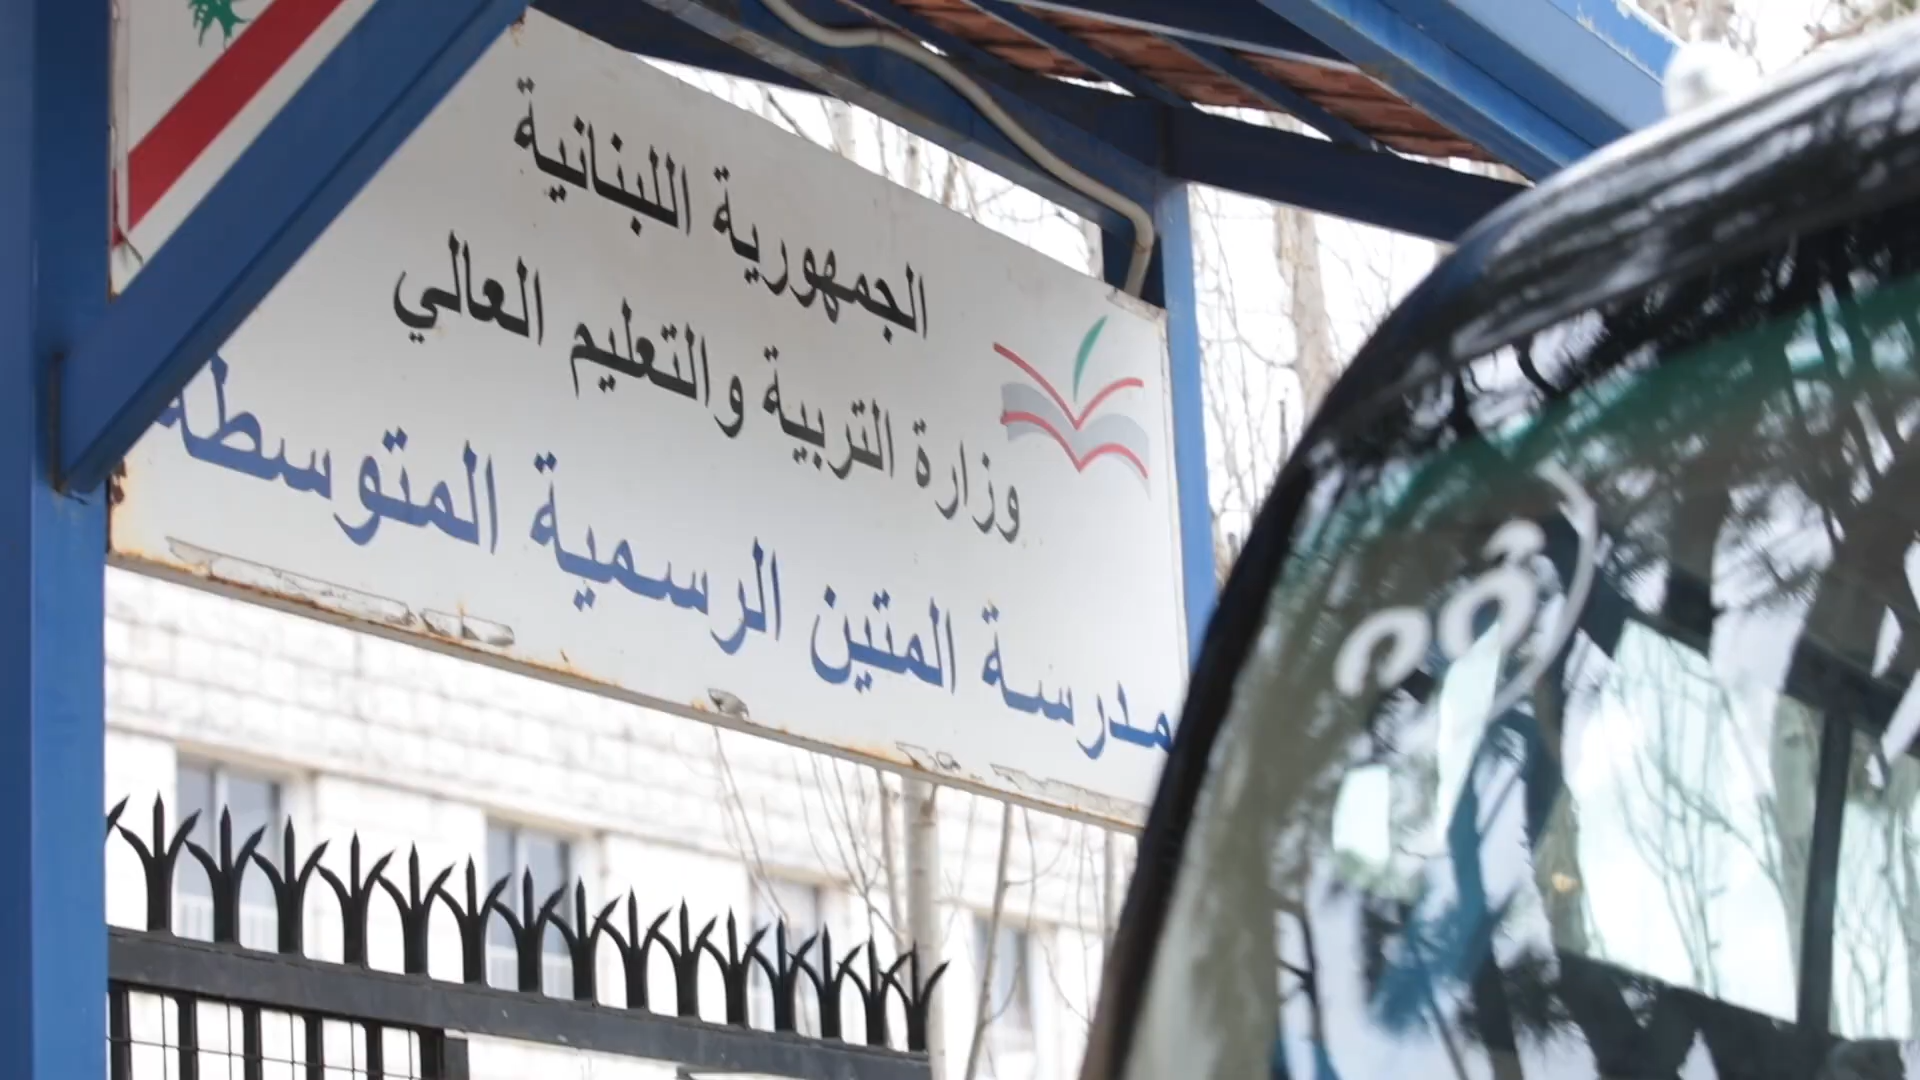 الجمهورية اللبنانية
وزارة التربية والتعليم العالي
مدرسة المتين الرسمية المتوسطة